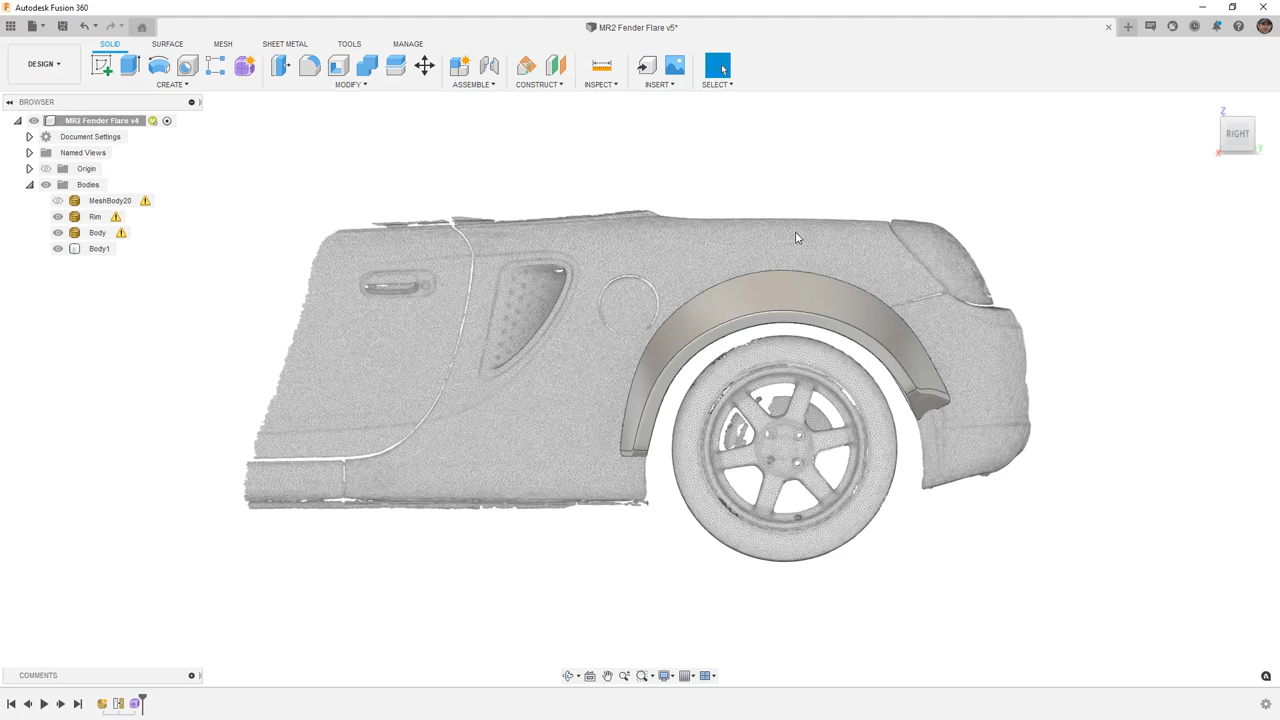 Autodesk Fusion 360
MR2 Fender Flare v5*
SOLID SURFACE MESH SHEET METAL TOOLS MANAGE
DESIGN
CREATE MODIFY ASSEMBLE CONSTRUCT INSPECT INSERT SELECT
BROWSER
MR2 Fender Flare v4
Document Settings
Named Views
Origin
Bodies
MeshBody20
Rim
Body
Body1
Z
RIGHT
X
Y
COMMENTS